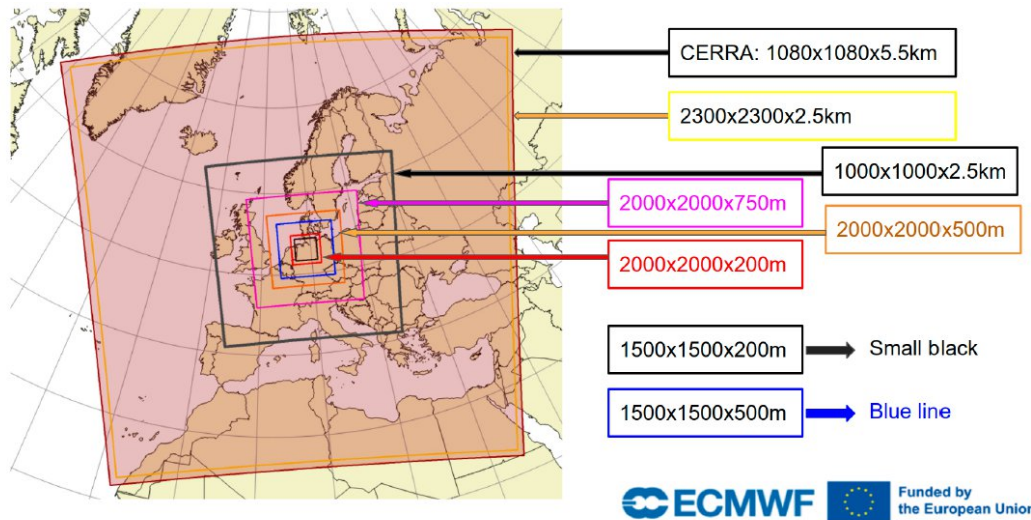 CERRA: 1080x1080x5.5km
2300x2300x2.5km
1000x1000x2.5km
2000x2000x750m
2000x2000x500m
2000x2000x200m
1500x1500x200m
Small black
1500x1500x500m
Blue line
ECMWF
Funded by
the European Union